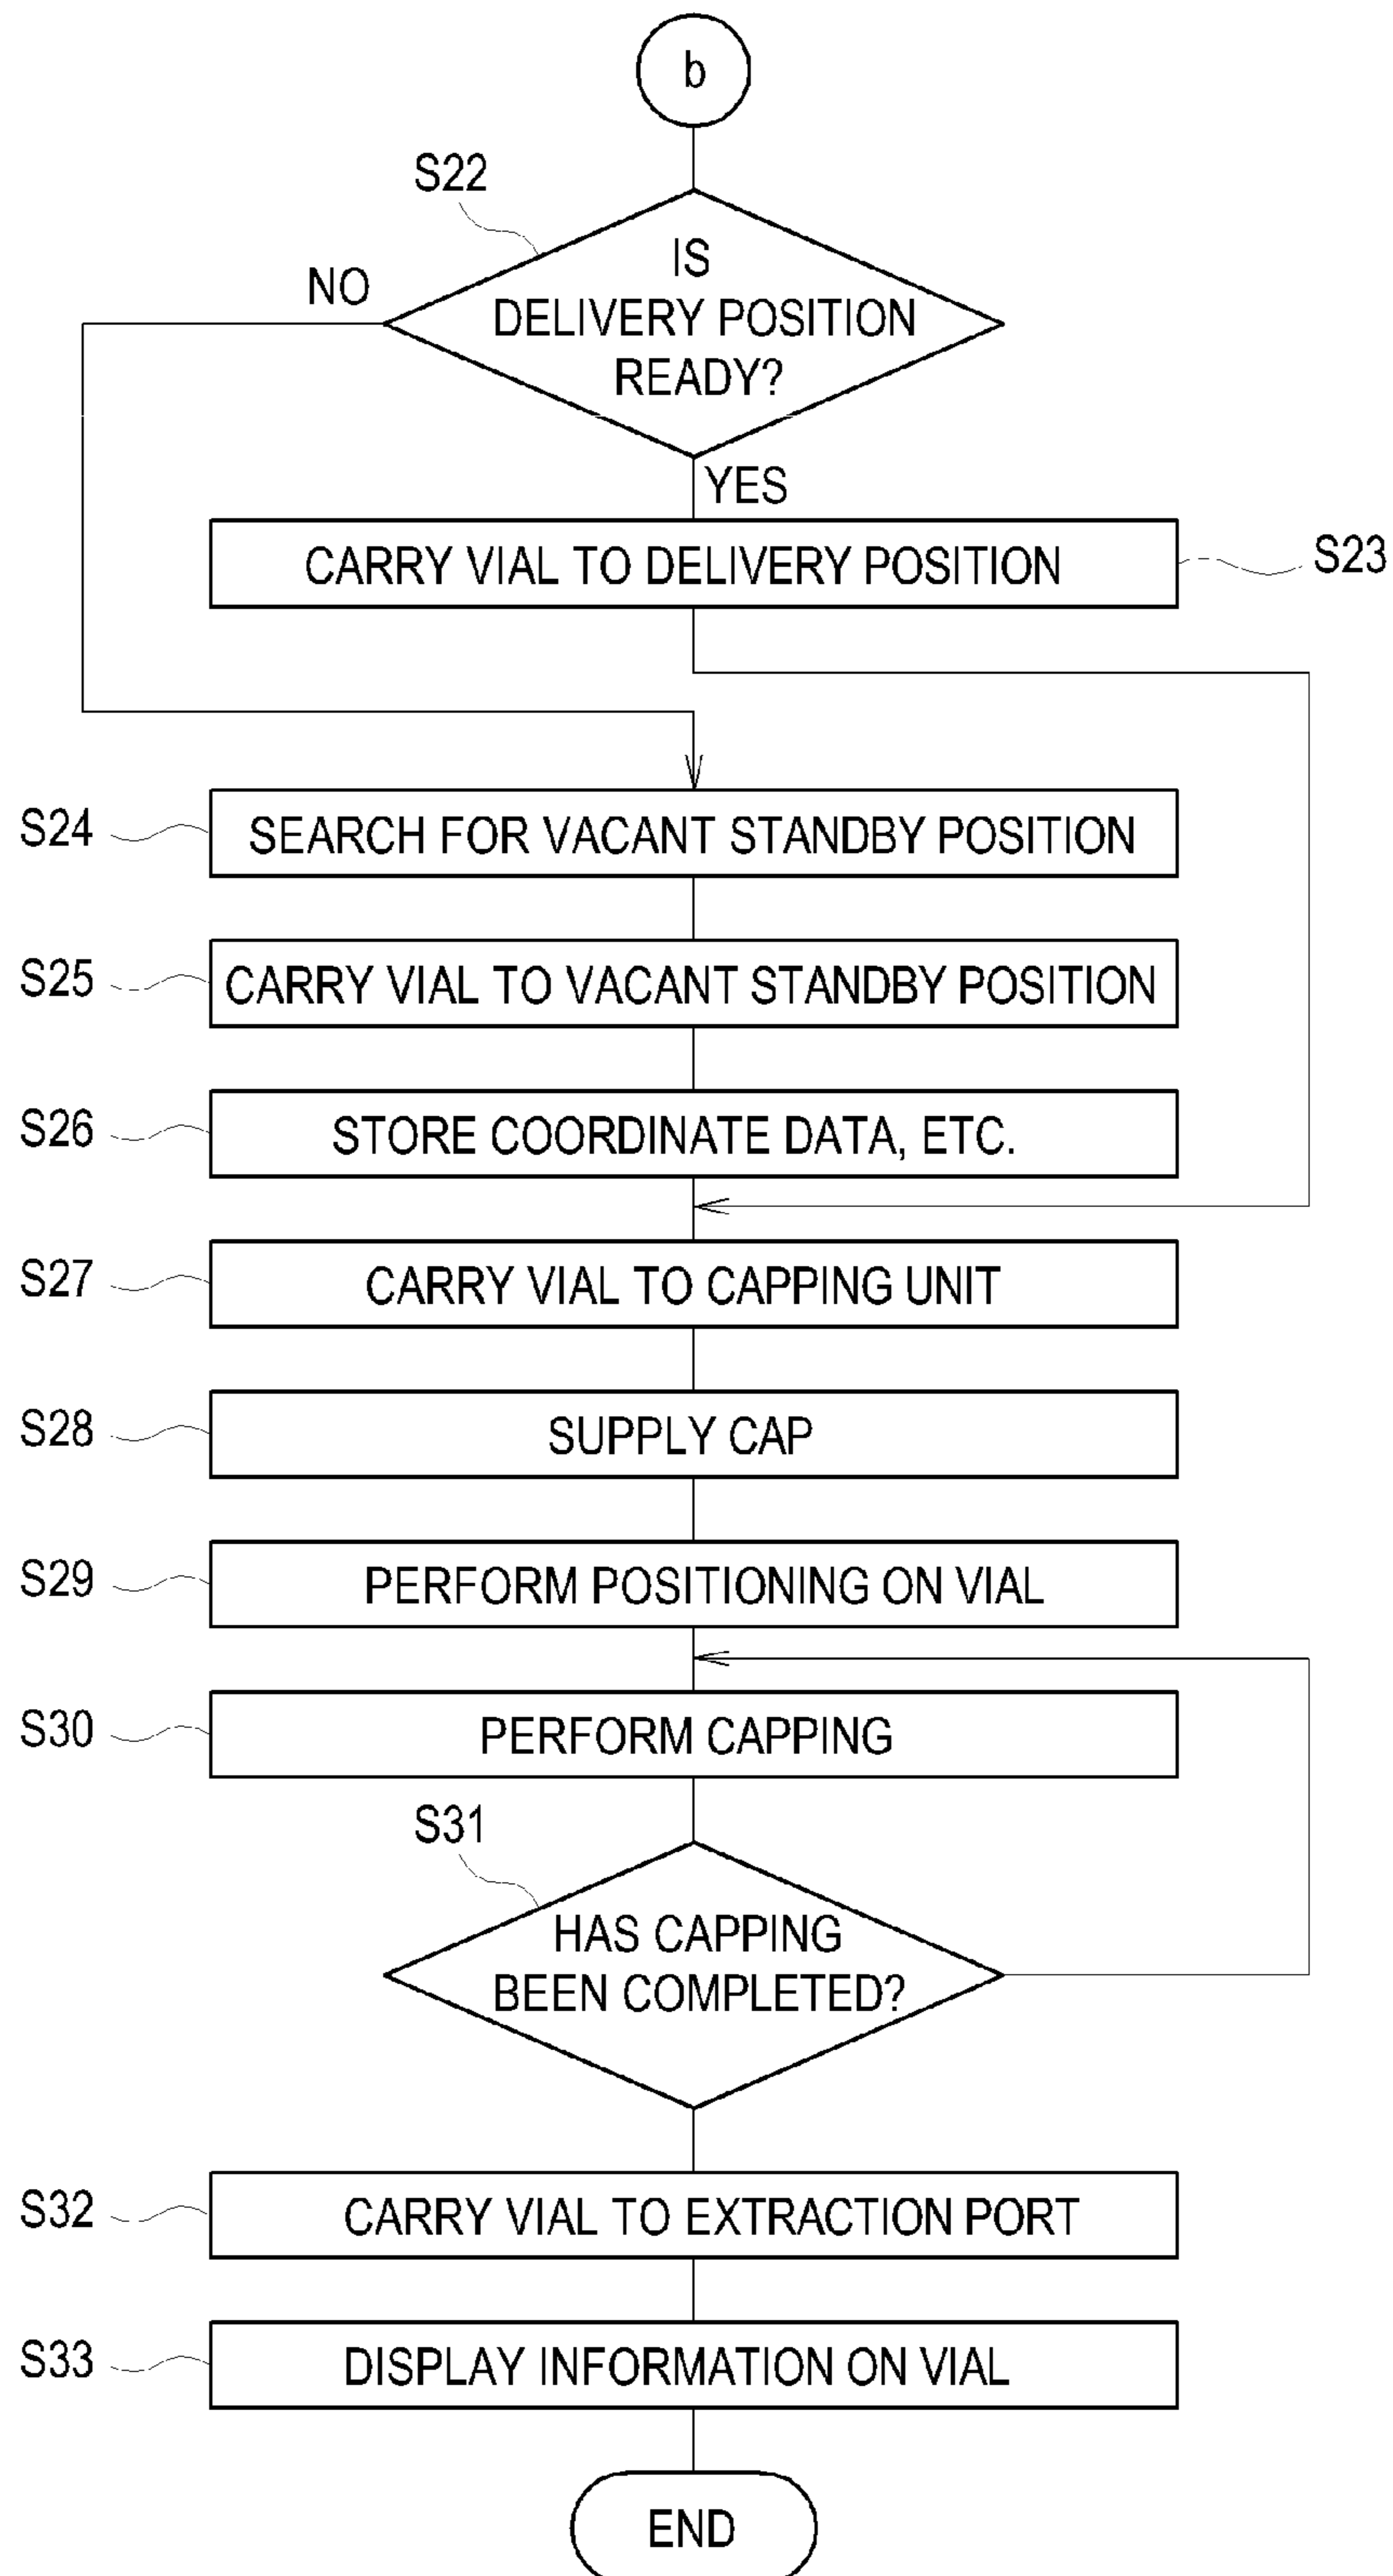 b
S22
IS
DELIVERY POSITION
READY?
NO
YES
CARRY VIAL TO DELIVERY POSITION
S23
S24
SEARCH FOR VACANT STANDBY POSITION
S25
CARRY VIAL TO VACANT STANDBY POSITION
S26
STORE COORDINATE DATA, ETC.
S27
CARRY VIAL TO CAPPING UNIT
S28
SUPPLY CAP
S29
PERFORM POSITIONING ON VIAL
S30
PERFORM CAPPING
S31
HAS CAPPING
BEEN COMPLETED?
S32
CARRY VIAL TO EXTRACTION PORT
S33
DISPLAY INFORMATION ON VIAL
END